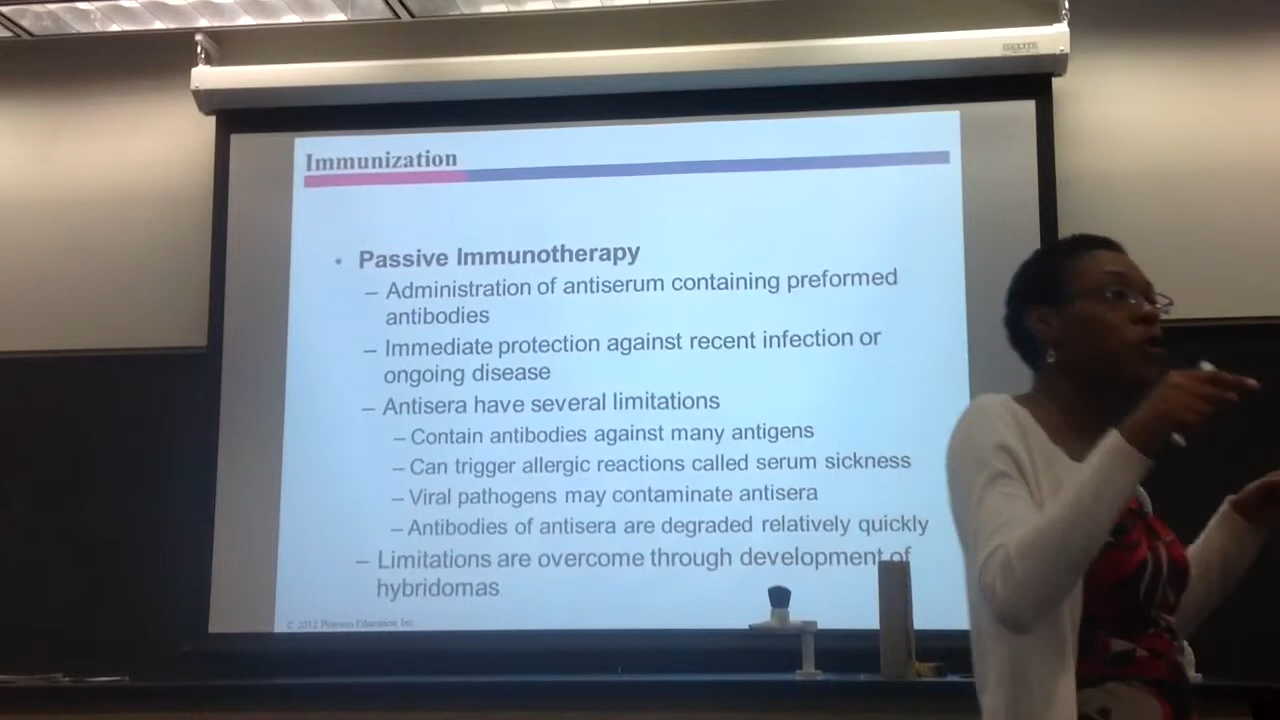 Immunization
• Passive Immunotherapy
– Administration of antiserum containing preformed
antibodies
– Immediate protection against recent infection or
ongoing disease
– Antisera have several limitations
– Contain antibodies against many antigens
– Can trigger allergic reactions called serum sickness
– Viral pathogens may contaminate antisera
– Antibodies of antisera are degraded relatively quickly
– Limitations are overcome through development of
hybridomas
© 2012 Pearson Education Inc.